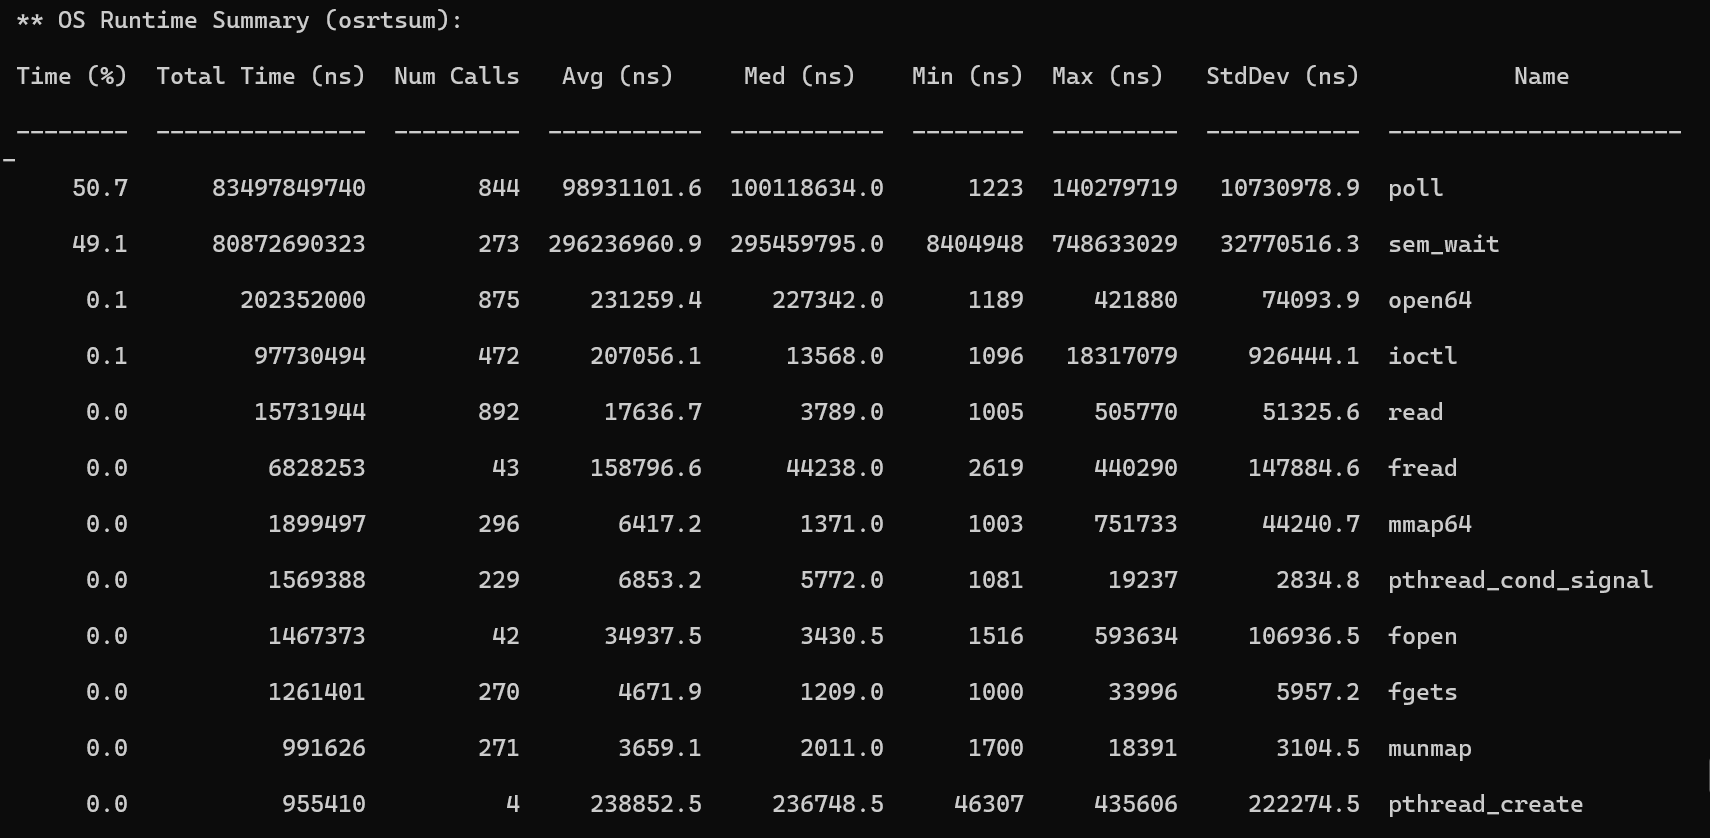 ** OS Runtime Summary (osrtsum):
Time (%)  Total Time (ns)  Num Calls   Avg (ns)     Med (ns)    Min (ns)  Max (ns)   StdDev (ns)           Name
--------  ---------------  ---------  -----------  -----------  --------  ---------  -----------  ---------------------
-
    50.7      83497849740        844   98931101.6  100118634.0      1223  140279719   10730978.9  poll
    49.1      80872690323        273  296236960.9  295459795.0   8404948  748633029   32770516.3  sem_wait
     0.1        202352000        875     231259.4     227342.0      1189     421880      74093.9  open64
     0.1         97730494        472     207056.1      13568.0      1096   18317079     926444.1  ioctl
     0.0         15731944        892      17636.7       3789.0      1005     505770      51325.6  read
     0.0          6828253         43     158796.6      44238.0      2619     440290     147884.6  fread
     0.0          1899497        296       6417.2       1371.0      1003     751733      44240.7  mmap64
     0.0          1569388        229       6853.2       5772.0      1081      19237       2834.8  pthread_cond_signal
     0.0          1467373         42      34937.5       3430.5      1516     593634     106936.5  fopen
     0.0          1261401        270       4671.9       1209.0      1000      33996       5957.2  fgets
     0.0           991626        271       3659.1       2011.0      1700      18391       3104.5  munmap
     0.0           955410          4     238852.5     236748.5     46307     435606     222274.5  pthread_create